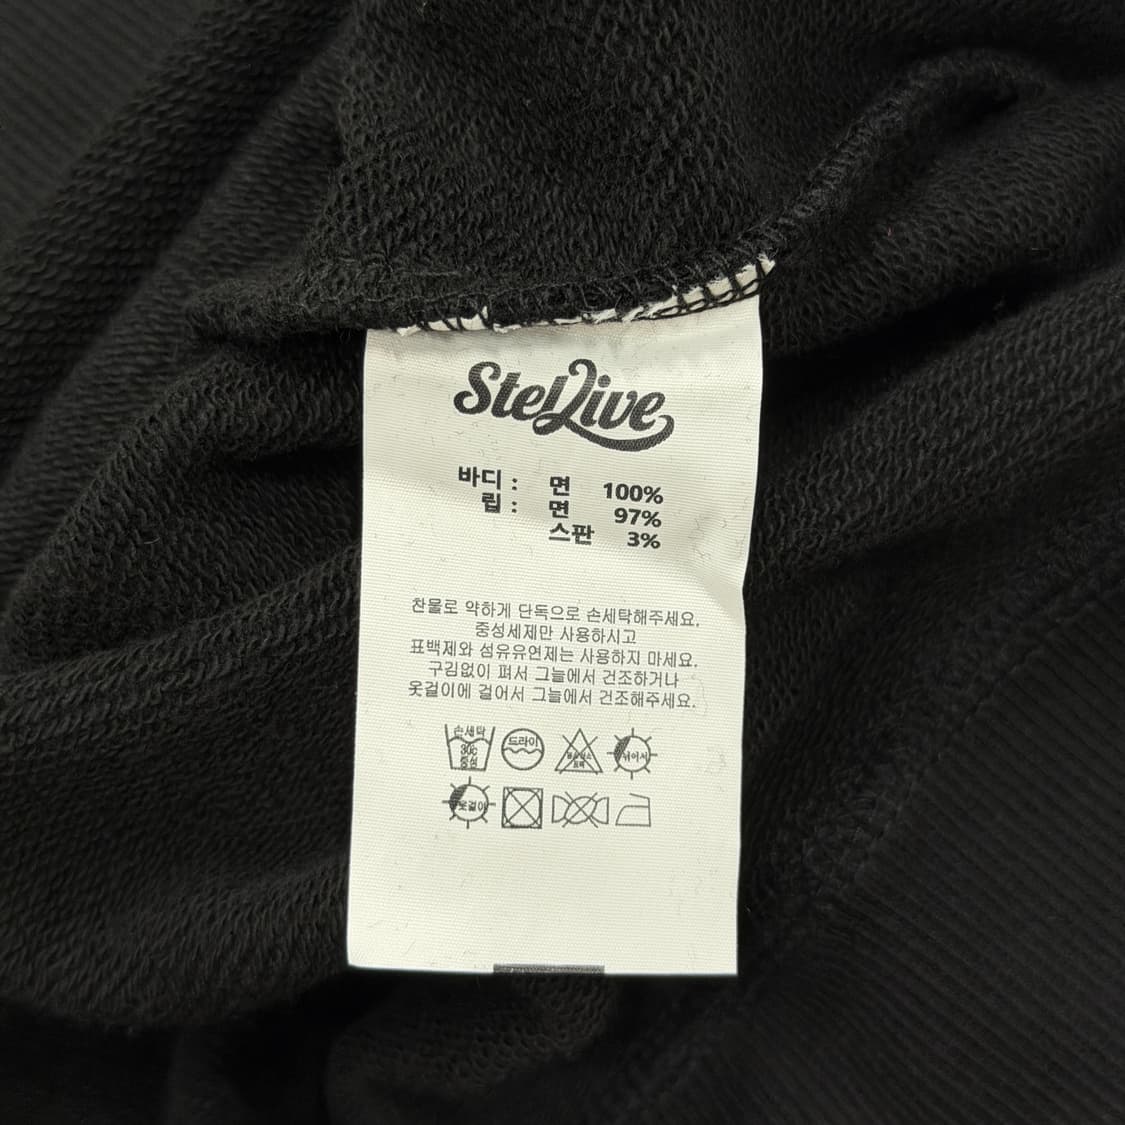 StelLive
바디 : 면 100%
립 : 면 97%
스판 3%
찬물로 약하게 단독으로 손세탁해주세요.
중성세제만 사용하시고
표백제와 섬유유연제는 사용하지 마세요.
구김없이 펴서 그늘에서 건조하거나
옷걸이에 걸어서 그늘에서 건조해주세요.
손세탁
30c
중성
드라이
표백
뉘어서
옷걸이